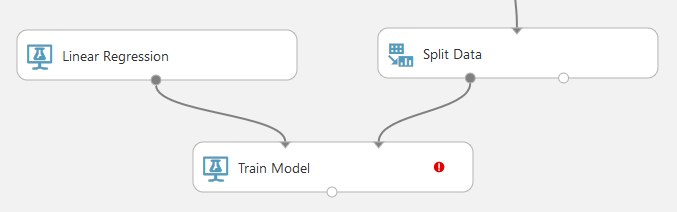 Linear Regression
Split Data
Train Model